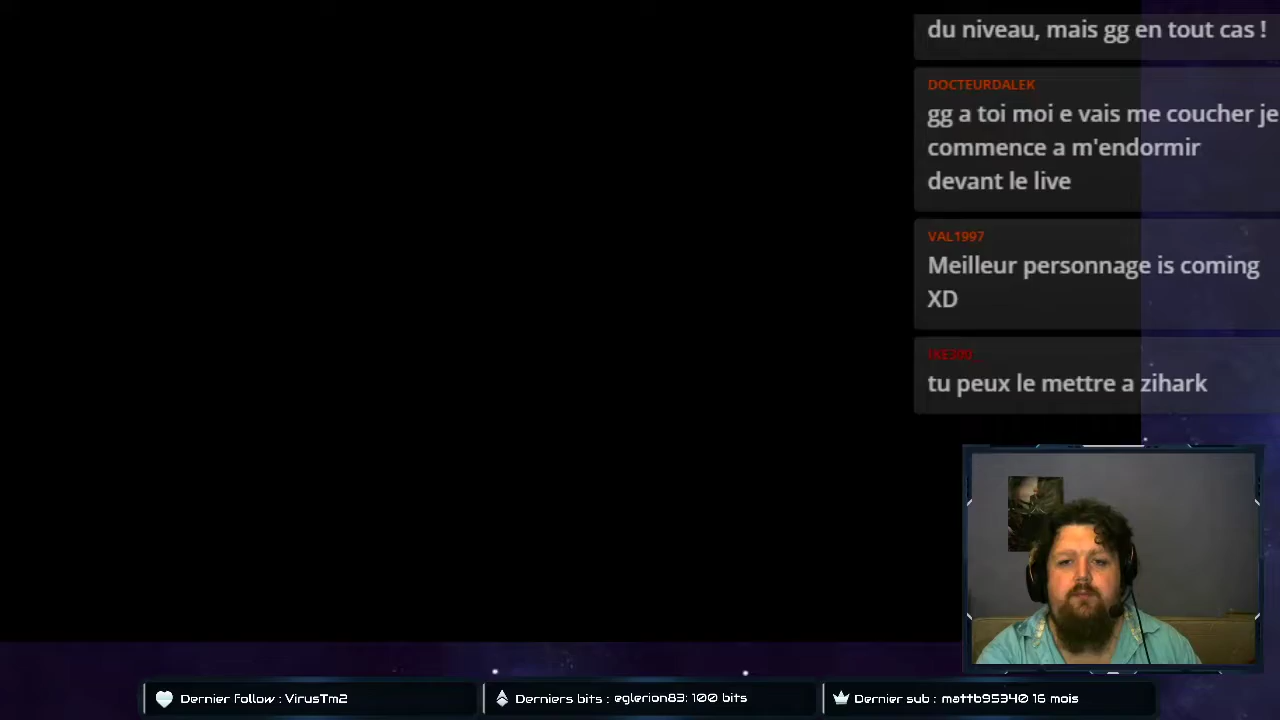 du niveau, mais gg en tout cas !
DOCTEURDALEK
gg a toi moi e vais me coucher je
commence a m'endormir
devant le live
VAL1997
Meilleur personnage is coming
XD
tu peux le mettre a zihark
Dernier Follow : VirusTm2
Derniers bits : eglerion83: 100 bits
Dernier sub : mattb95340 16 mois